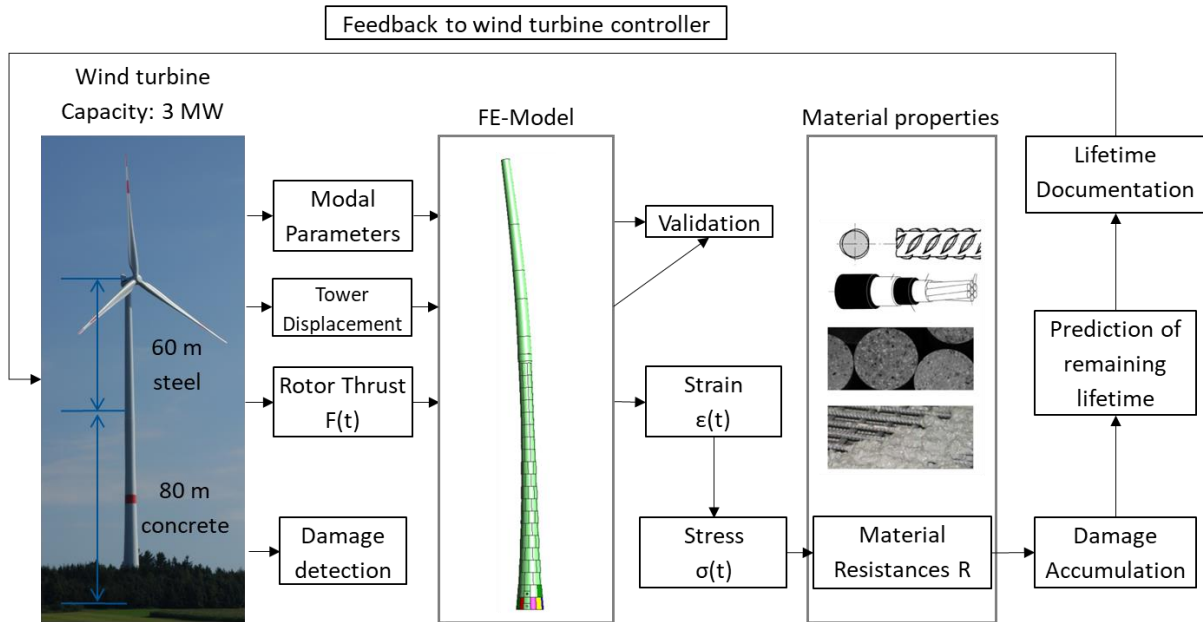 Feedback to wind turbine controller
Wind turbine
Capacity: 3 MW
60 m
steel
80 m
concrete
Modal
Parameters
Tower
Displacement
Rotor Thrust
F(t)
Damage
detection
FE-Model
Validation
Strain
ε(t)
Stress
σ(t)
Material properties
Material
Resistances R
Lifetime
Documentation
Prediction of
remaining
lifetime
Damage
Accumulation